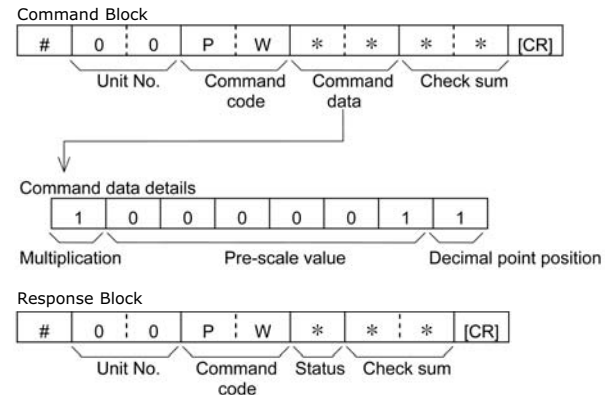 Command Block
# 0 0 P W * * * * [CR]
Unit No. Command code Command data Check sum
Command data details
1 0 0 0 0 0 1 1
Multiplication Pre-scale value Decimal point position
Response Block
# 0 0 P W * * * [CR]
Unit No. Command code Status Check sum